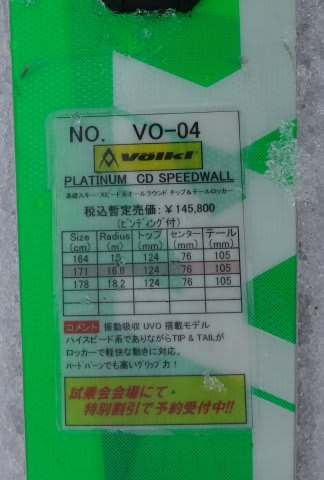 NO. VO-04
Völkl
PLATINUM CD SPEEDWALL
基礎スキー・スピード系オールラウンド チップ＆テールロッカー
税込暫定売価：￥145,800
(ビンディング付)
Size(cm) Radius(m) トップ(mm) センター(mm) テール(mm)
164 15 124 76 105
171 16.6 124 76 105
178 18.2 124 76 105
コメント 振動吸収 UVO 搭載モデル
ハイスピード系でありながらTIP & TAILが
ロッカーで軽快な動きに対応。
ハードバーンでも高いグリップ力！
試乗会会場にて・
特別割引で予約受付中!!